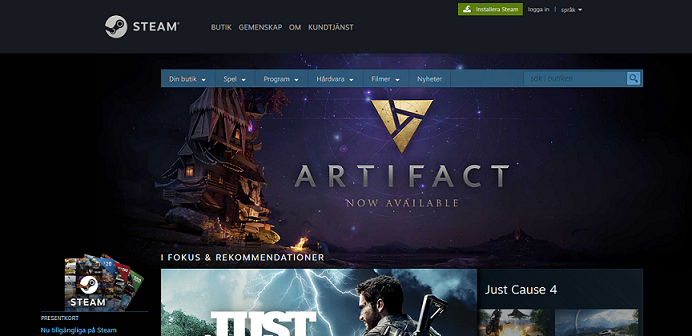 Installera Steam logga in | språk
STEAM
BUTIK GEMENSKAP OM KUNDTJÄNST
Din butik Spel Program Hårdvara Filmer Nyheter sök i butiken
ARTIFACT
NOW AVAILABLE
I FOKUS & REKOMMENDATIONER
STEAM
PRESENTKORT
Nu tillgängliga på Steam
JUST
Just Cause 4